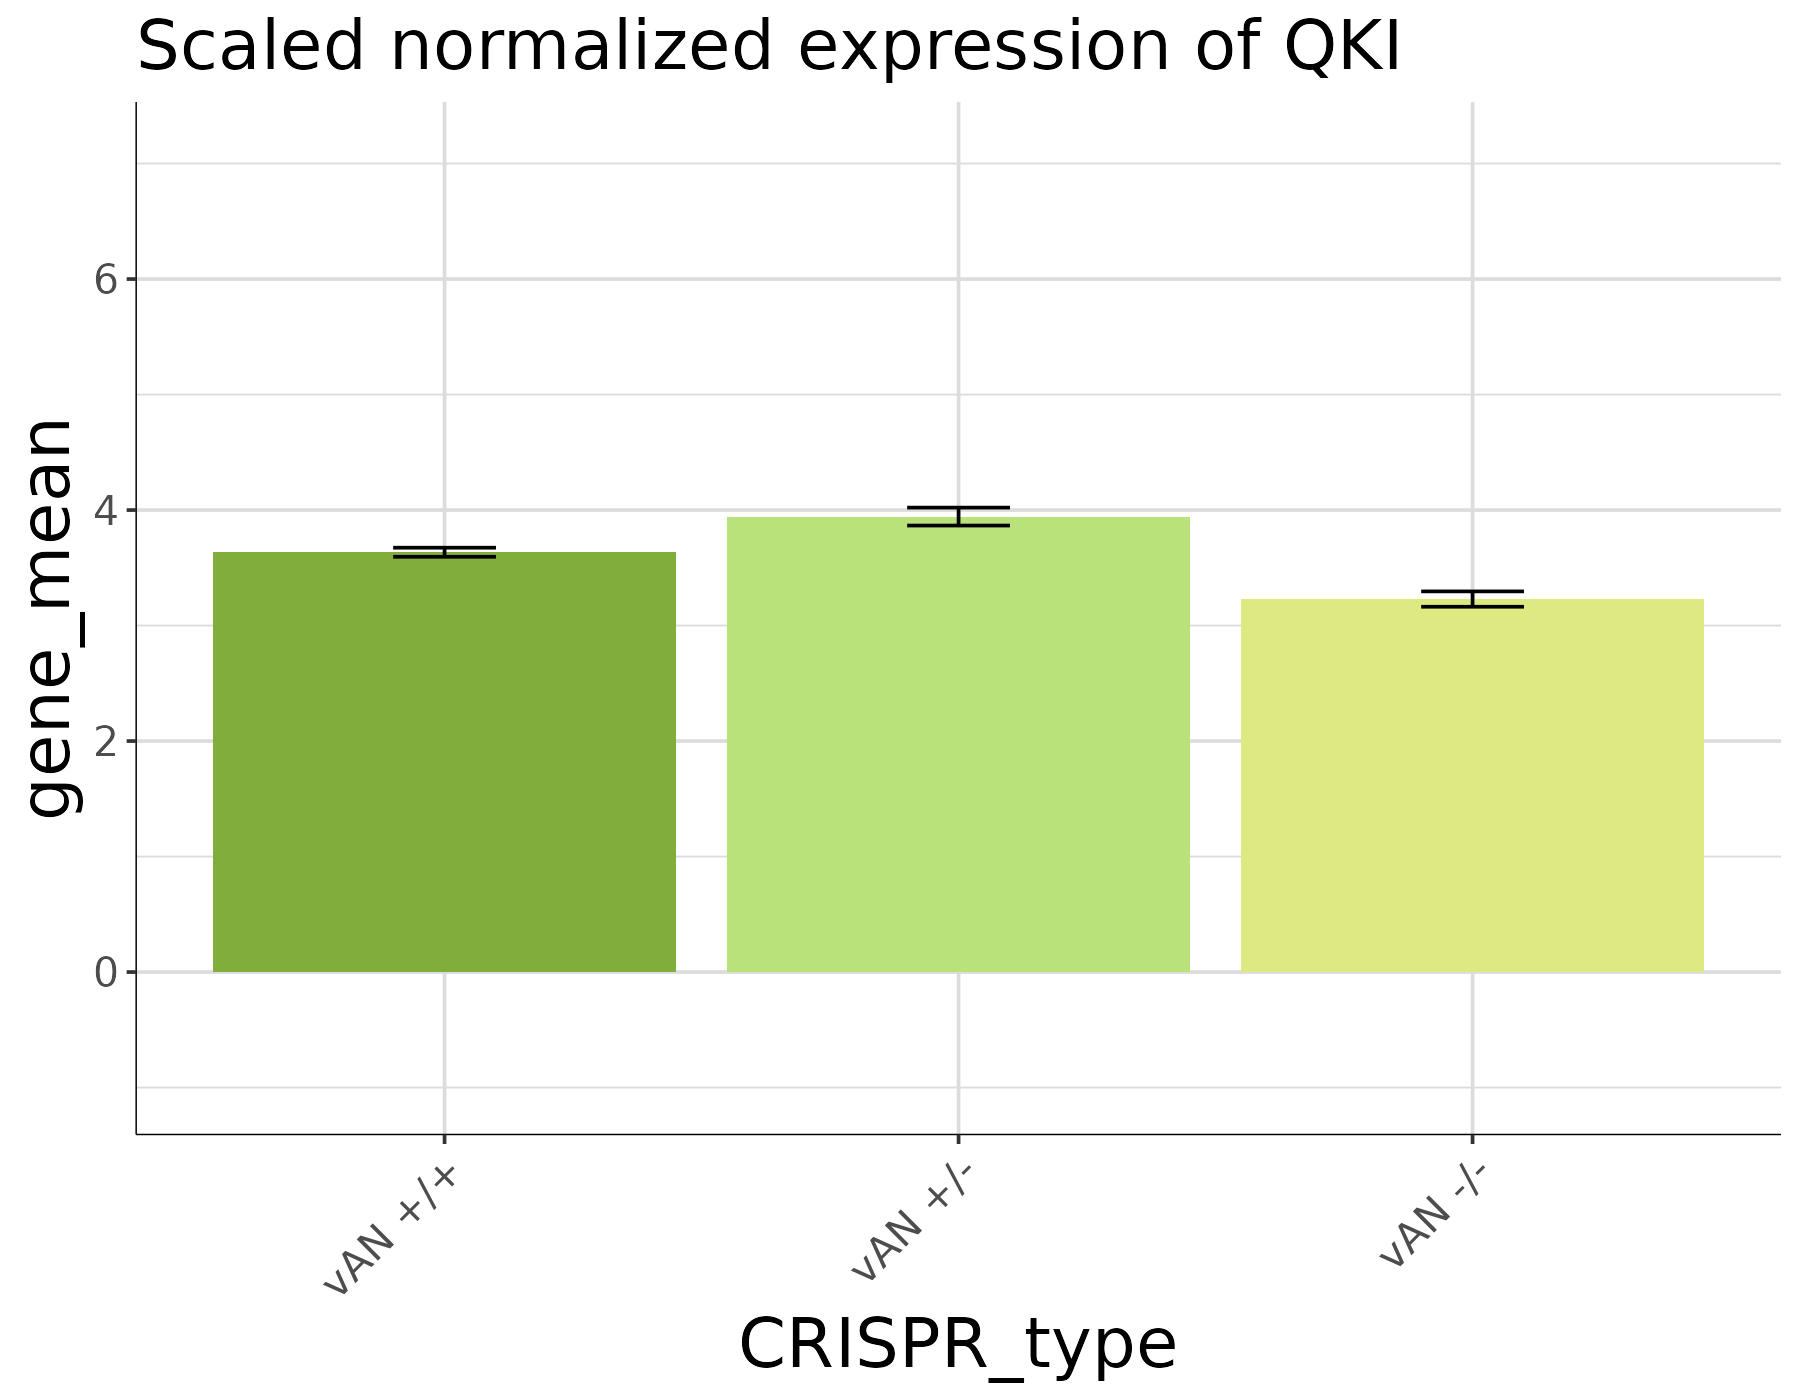 Scaled normalized expression of QKI
gene_mean
6
4
2
0
vAN +/+
vAN +/-
vAN -/-
CRISPR_type